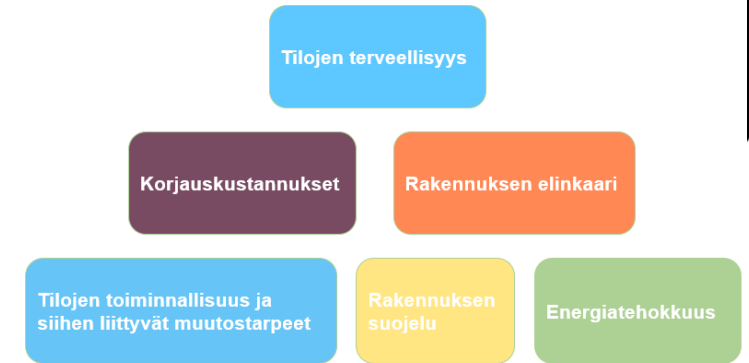 Tilojen terveellisyys
Korjauskustannukset
Rakennuksen elinkaari
Tilojen toiminnallisuus ja
siihen liittyvät muutostarpeet
Rakennuksen
suojelu
Energiatehokkuus